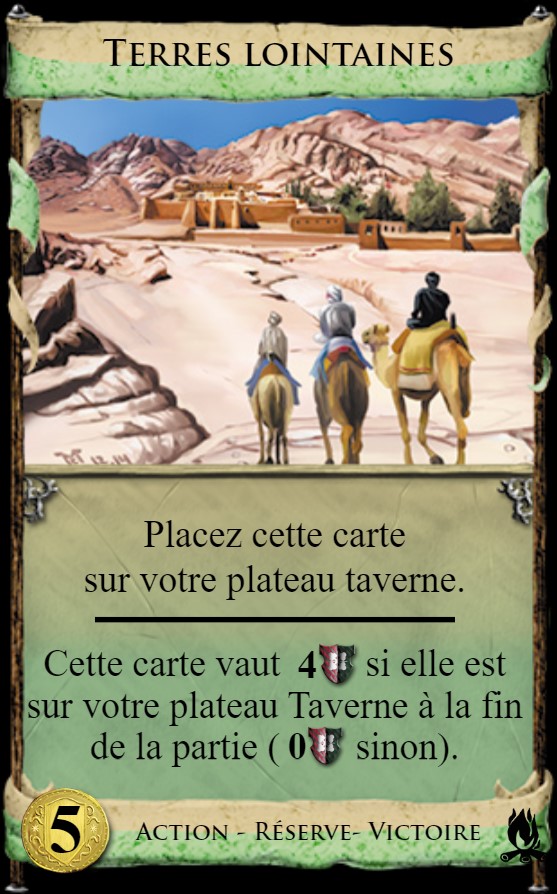 Terres lointaines
Placez cette carte
sur votre plateau taverne.
Cette carte vaut 4 si elle est
sur votre plateau Taverne à la fin
de la partie ( 0 sinon).
5
Action - Réserve- Victoire